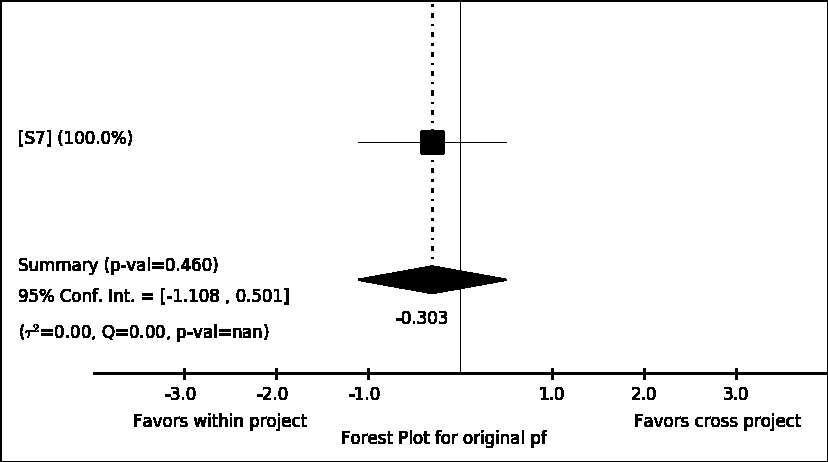 [S7] (100.0%)
Summary (p-val=0.460)
95% Conf. Int. = [-1.108 , 0.501]
-0.303
(τ²=0.00, Q=0.00, p-val=nan)
-3.0 -2.0 -1.0 1.0 2.0 3.0
Favors within project Favors cross project
Forest Plot for original pf